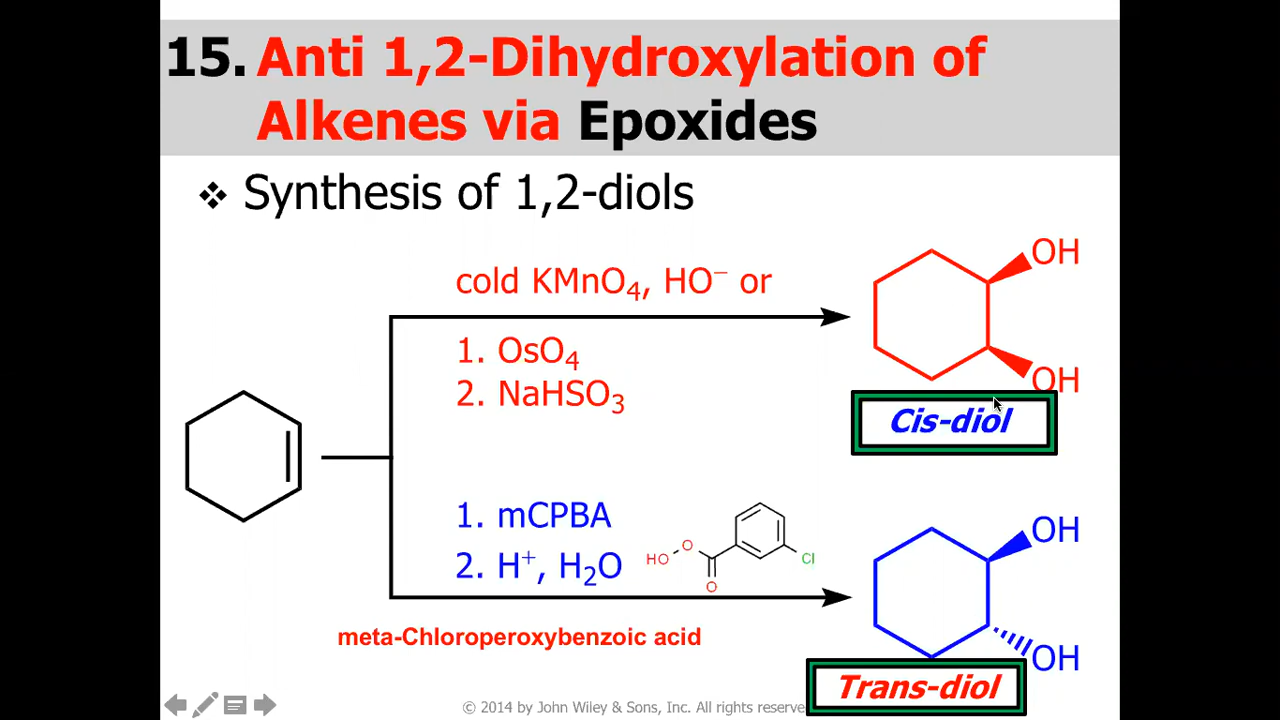 15. Anti 1,2-Dihydroxylation of
Alkenes via Epoxides
❖ Synthesis of 1,2-diols
cold KMnO₄, HO⁻ or
1. OsO₄
2. NaHSO₃
OH
OH
Cis-diol
1. mCPBA
2. H⁺, H₂O
HO
O
O
Cl
meta-Chloroperoxybenzoic acid
OH
OH
Trans-diol
© 2014 by John Wiley & Sons, Inc. All rights